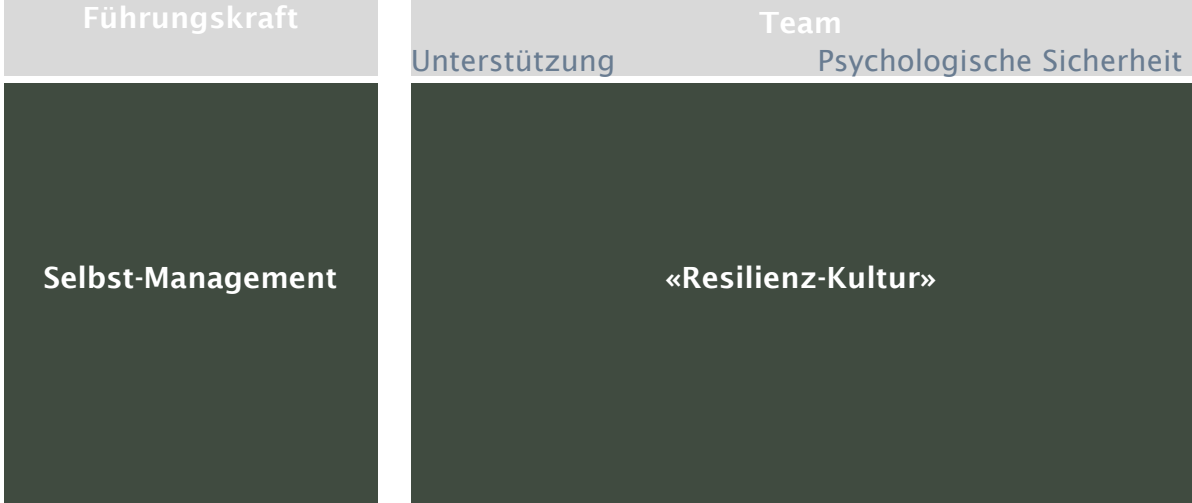 Führungskraft
Team
Unterstützung Psychologische Sicherheit
Selbst-Management
«Resilienz-Kultur»